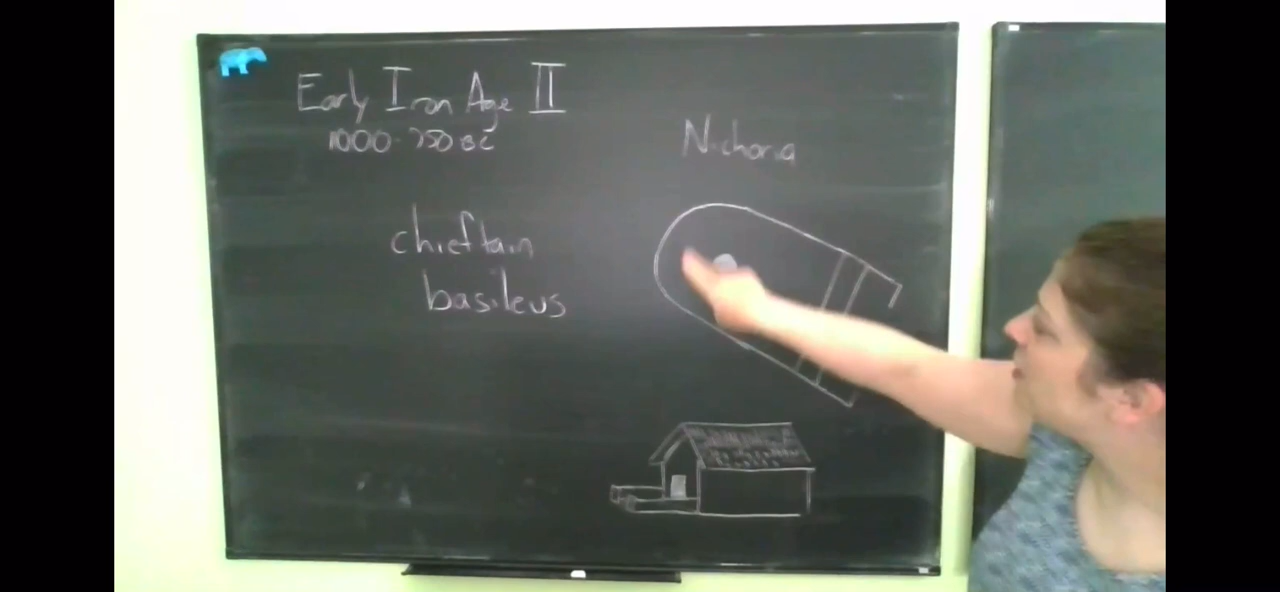 Early Iron Age II
1000-750 BC
Nichoria
chieftain
basileus